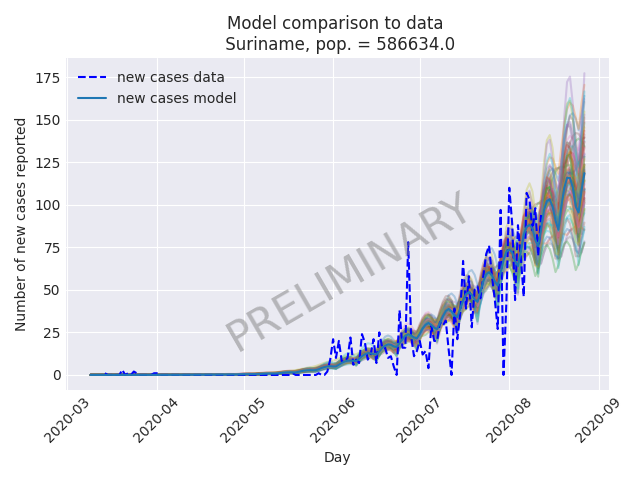 Model comparison to data
Suriname, pop. = 586634.0
new cases data
new cases model
175
150
125
100
75
50
25
0
Number of new cases reported
PRELIMINARY
2020-03
2020-04
2020-05
2020-06
2020-07
2020-08
2020-09
Day